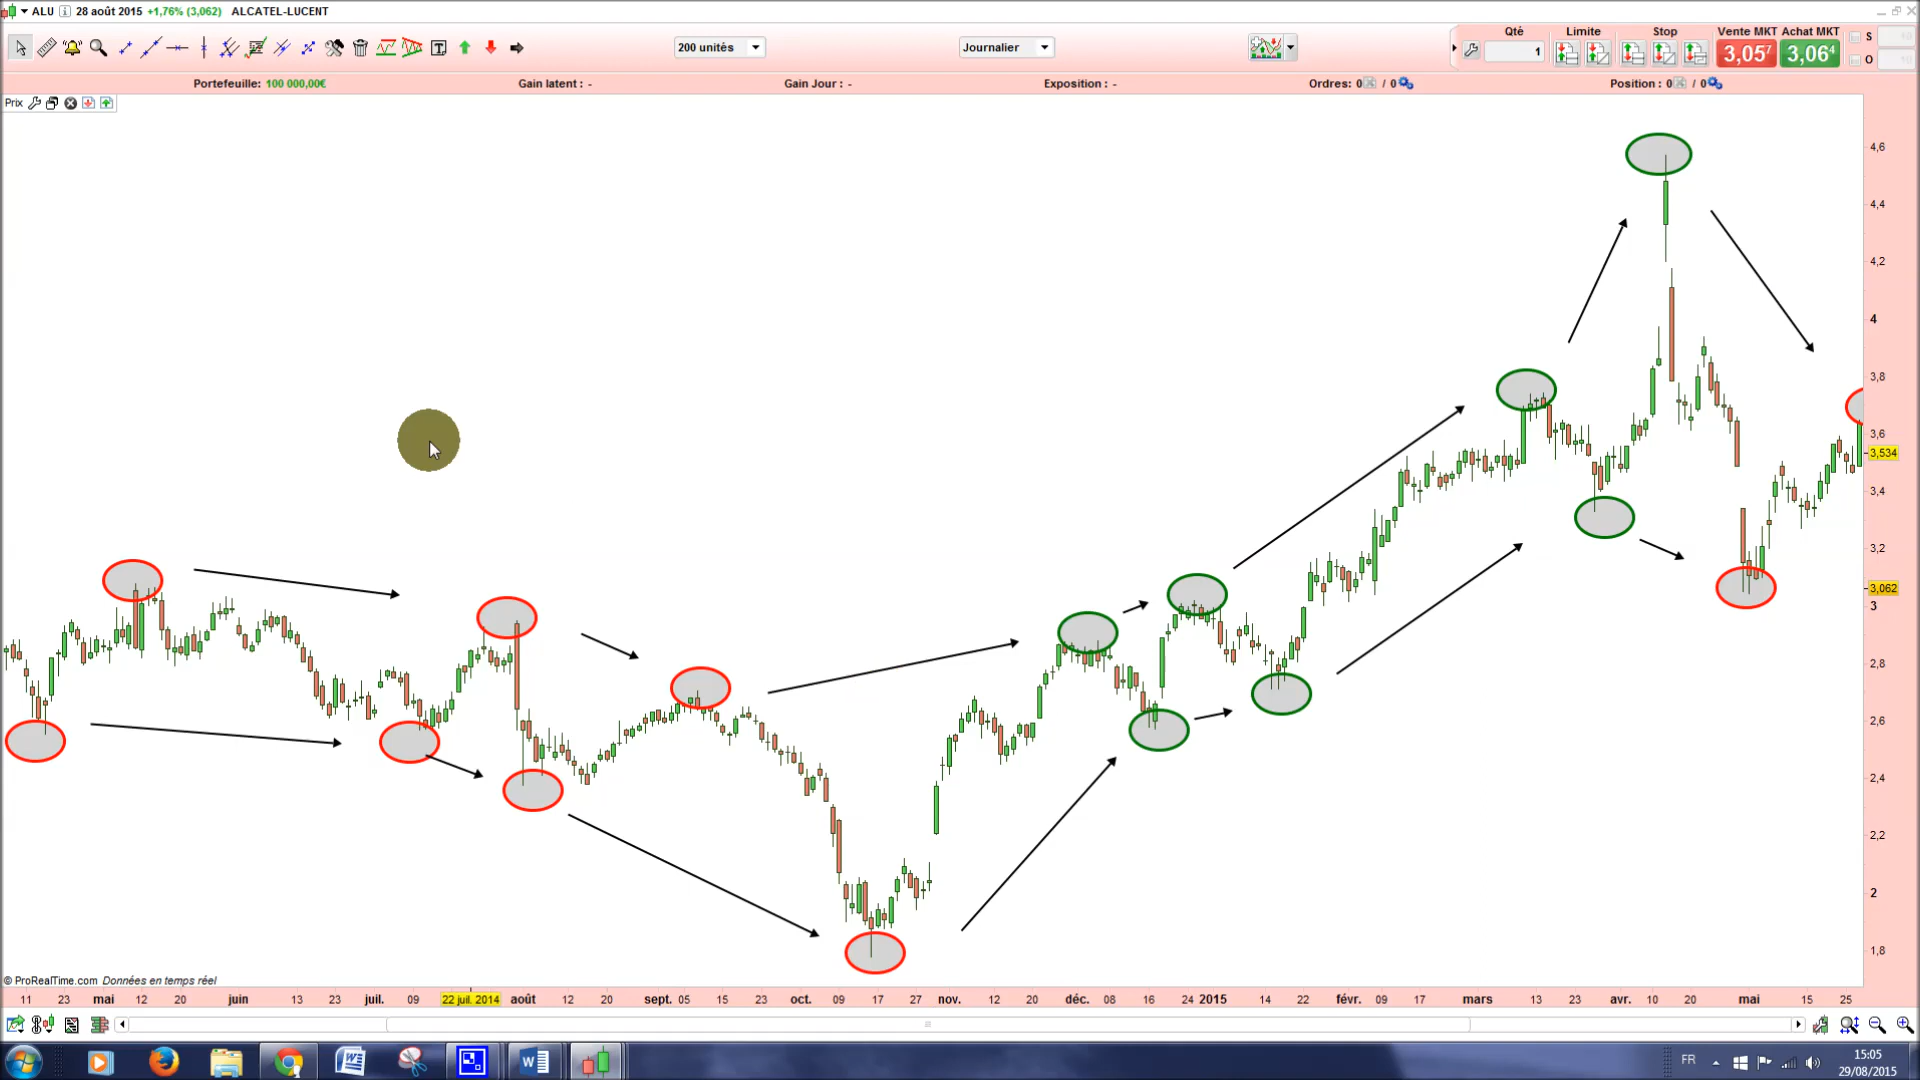 ALU 28 août 2015 +1,76% (3,062) ALCATEL-LUCENT
200 unités
Journalier
Qté
1
Limite
Stop
Vente MKT Achat MKT
3,05⁷ 3,06⁴
S
O
Portefeuille: 100 000,00€ Gain latent : - Gain Jour : - Exposition : - Ordres: 0 / 0 Position : 0 / 0
Prix
4,6
4,4
4,2
4
3,8
3,6
3,534
3,4
3,2
3,062
3
2,8
2,6
2,4
2,2
2
1,8
© ProRealTime.com Données en temps réel
11 23 mai 12 20 juin 13 23 juil. 09 22 juil. 2014 août 12 20 sept. 05 15 23 oct. 09 17 27 nov. 12 20 déc. 08 16 24 2015 14 22 févr. 09 17 mars 13 23 avr. 10 20 mai 15 25
FR
15:05
29/08/2015